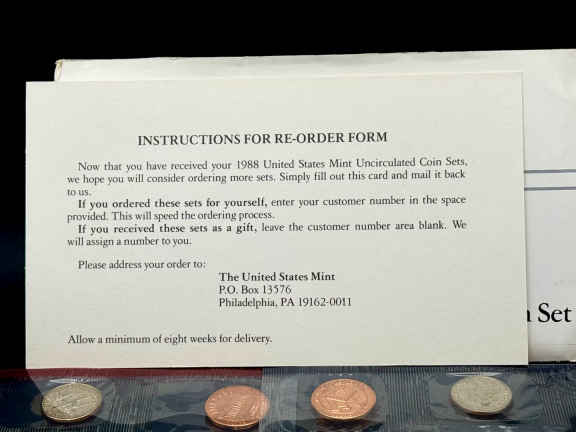 INSTRUCTIONS FOR RE-ORDER FORM
Now that you have received your 1988 United States Mint Uncirculated Coin Sets,
we hope you will consider ordering more sets. Simply fill out this card and mail it back
to us.
If you ordered these sets for yourself, enter your customer number in the space
provided. This will speed the ordering process.
If you received these sets as a gift, leave the customer number area blank. We
will assign a number to you.
Please address your order to:
The United States Mint
P.O. Box 13576
Philadelphia, PA 19162-0011
n Set
Allow a minimum of eight weeks for delivery.